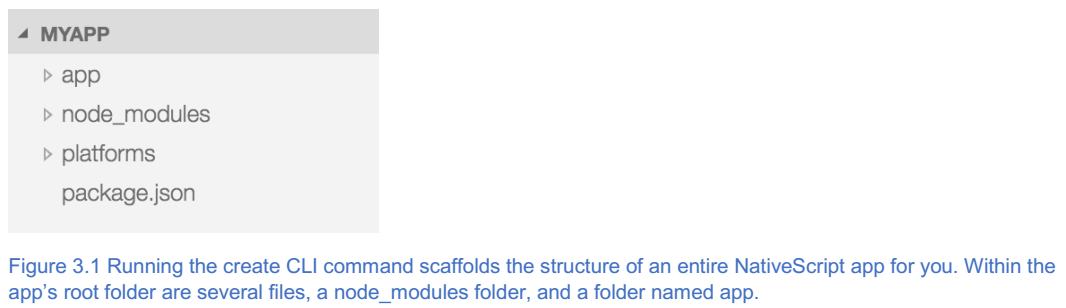 MYAPP
app
node_modules
platforms
package.json
Figure 3.1 Running the create CLI command scaffolds the structure of an entire NativeScript app for you. Within the
app's root folder are several files, a node_modules folder, and a folder named app.